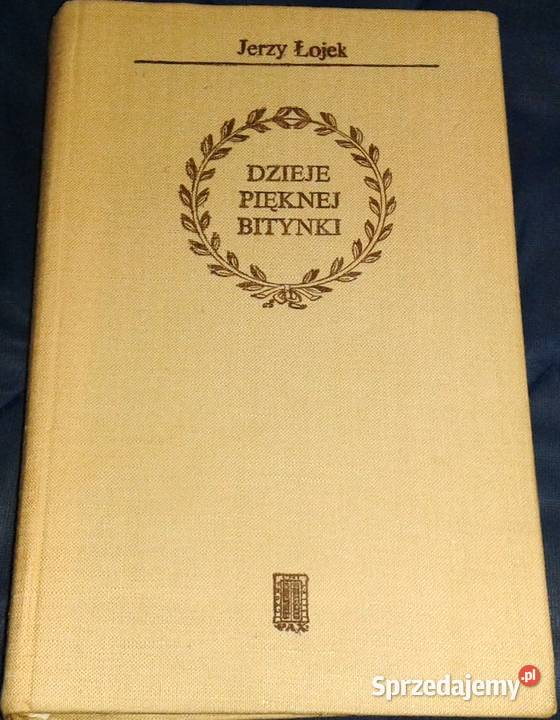 Jerzy Łojek
DZIEJE
PIĘKNEJ
BITYNKI
PAX
Sprzedajemy.pl